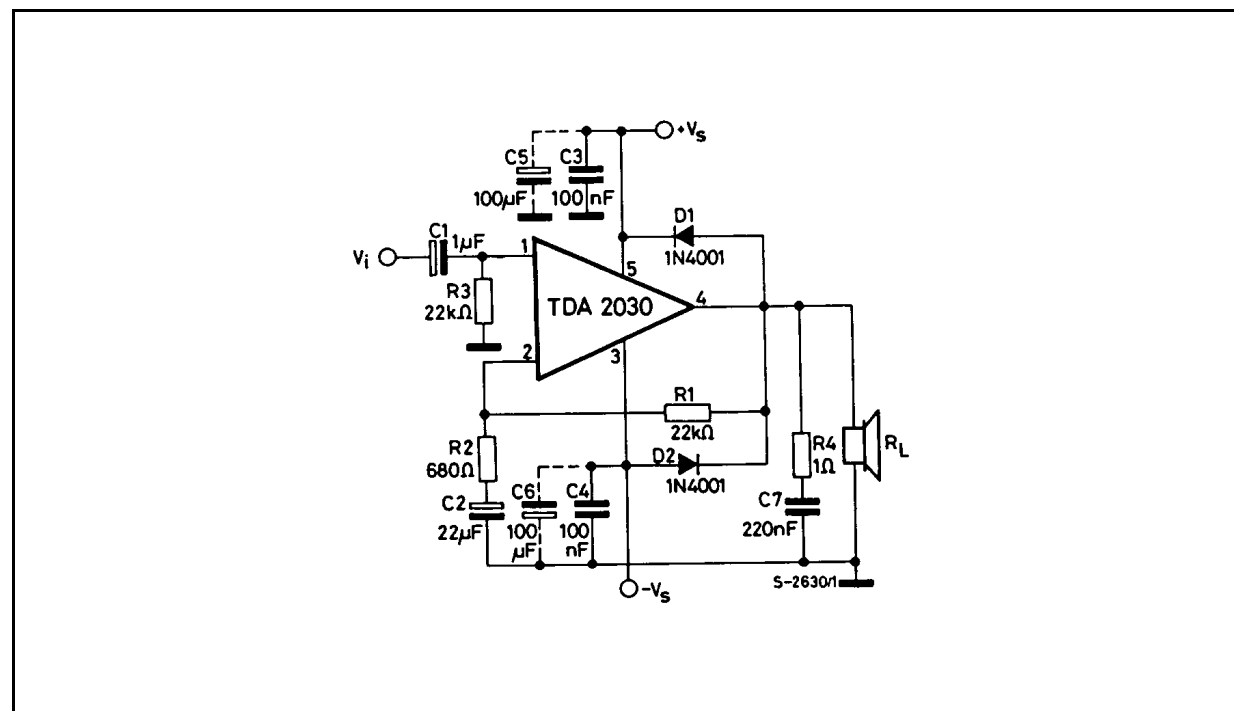 +Vs
C5
100µF
C3
100 nF
D1
1N4001
Vi
C1
1µF
1
5
R3
22kΩ
TDA 2030
4
2
3
R1
22kΩ
R2
680Ω
D2
1N4001
R4
1Ω
RL
C2
22µF
C6
100
µF
C4
100
nF
C7
220nF
S-2630/1
-Vs